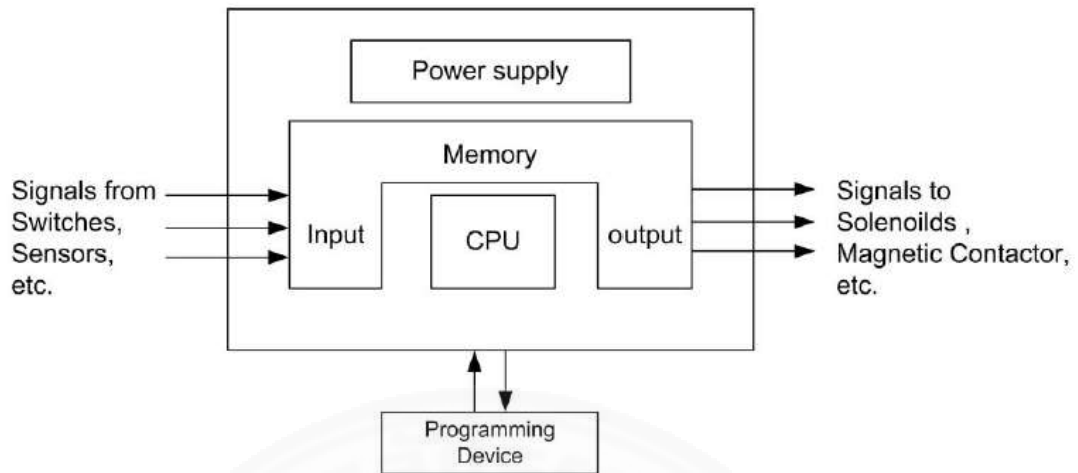 Power supply
Memory
Signals from
Switches,
Sensors,
etc.
Input
CPU
output
Signals to
Solenoilds ,
Magnetic Contactor,
etc.
Programming
Device